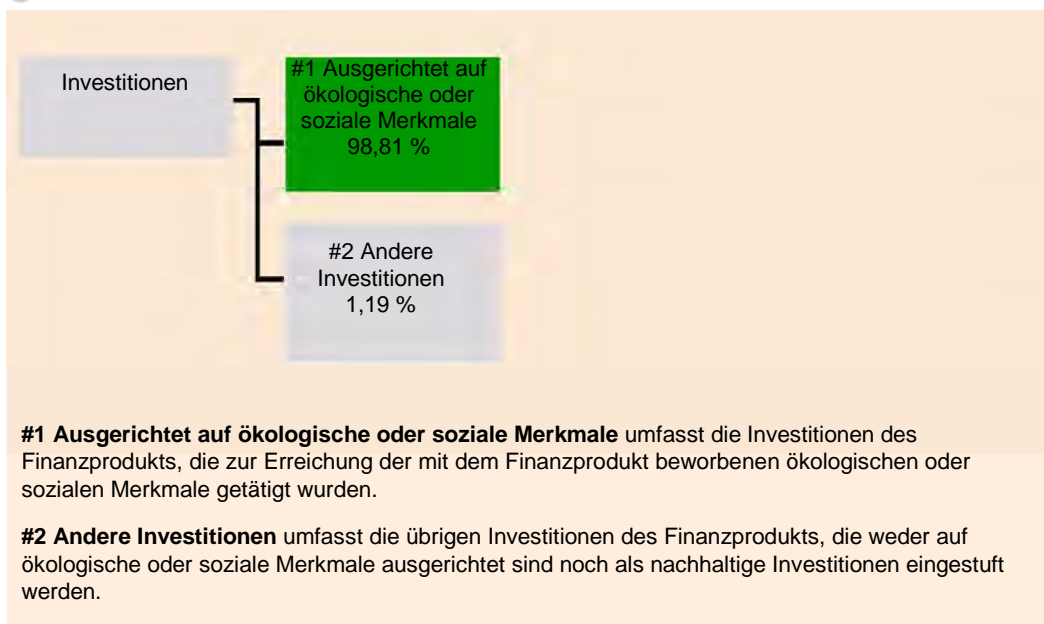 Investitionen
#1 Ausgerichtet auf
ökologische oder
soziale Merkmale
98,81 %
#2 Andere
Investitionen
1,19 %
#1 Ausgerichtet auf ökologische oder soziale Merkmale umfasst die Investitionen des
Finanzprodukts, die zur Erreichung der mit dem Finanzprodukt beworbenen ökologischen oder
sozialen Merkmale getätigt wurden.
#2 Andere Investitionen umfasst die übrigen Investitionen des Finanzprodukts, die weder auf
ökologische oder soziale Merkmale ausgerichtet sind noch als nachhaltige Investitionen eingestuft
werden.